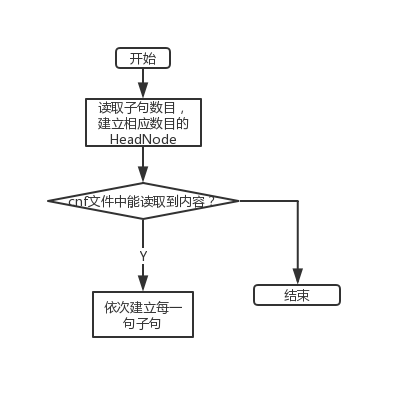 开始
读取子句数目，
建立相应数目的
HeadNode
cnf文件中能读取到内容？
Y
结束
依次建立每一
句子句